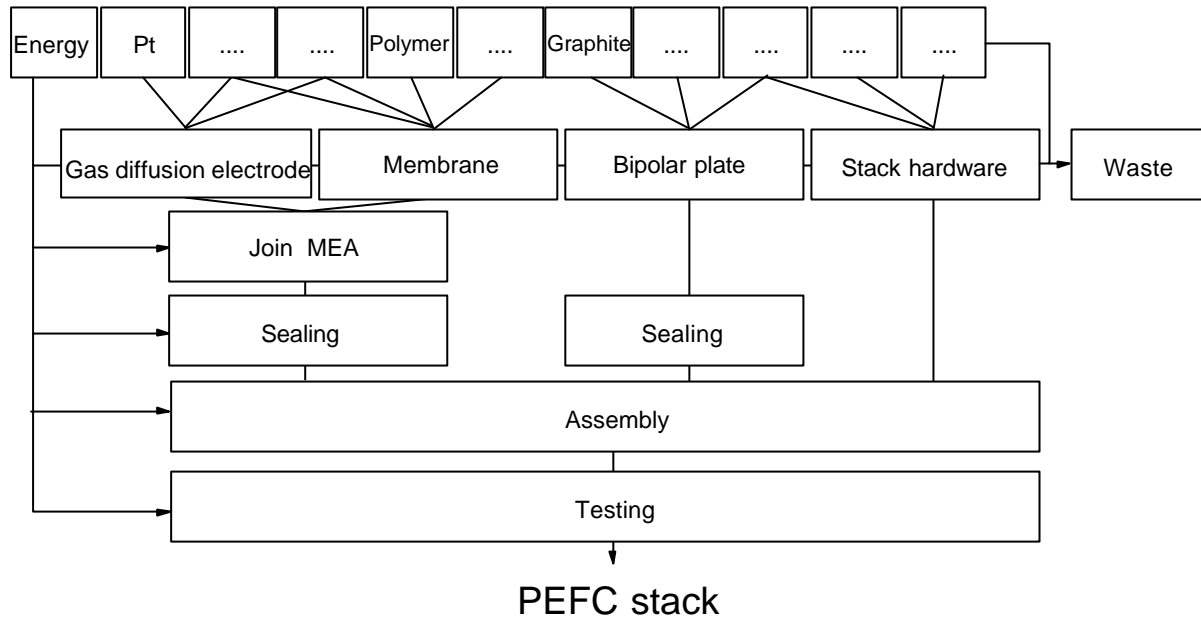 Energy
Pt
....
....
Polymer
....
Graphite
....
....
....
....
Gas diffusion electrode
Membrane
Bipolar plate
Stack hardware
Waste
Join MEA
Sealing
Sealing
Assembly
Testing
PEFC stack